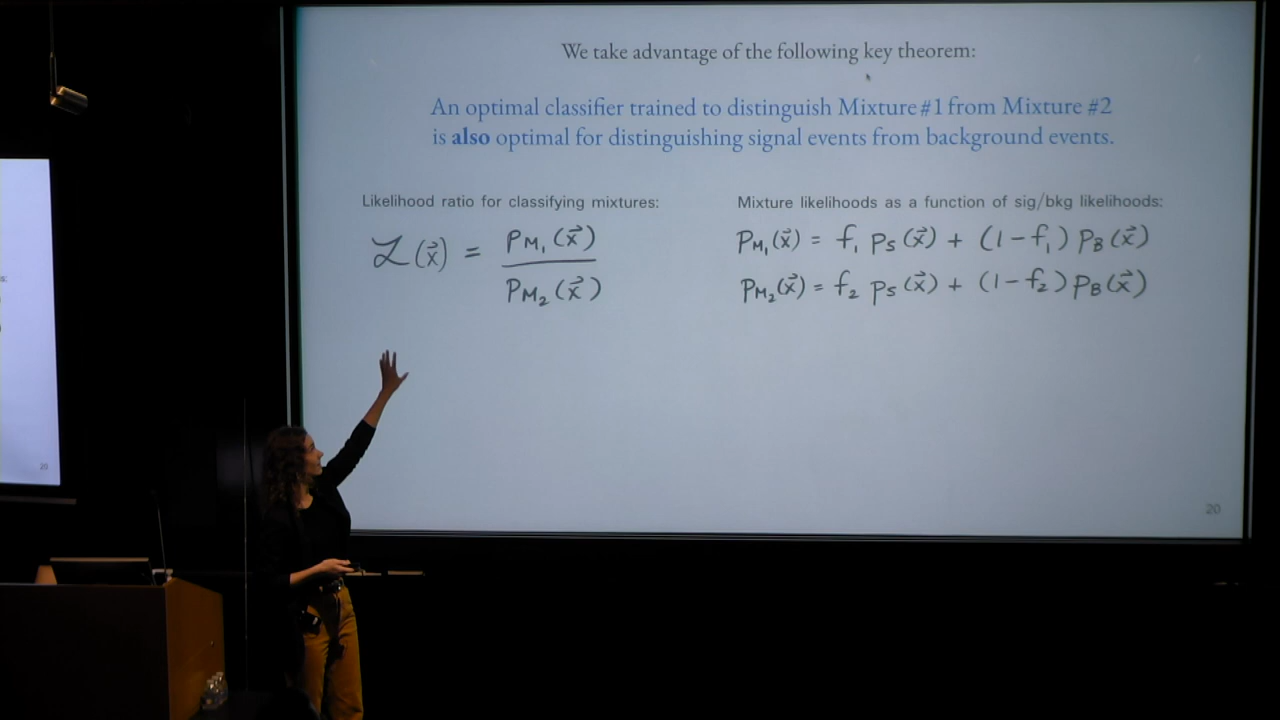 We take advantage of the following key theorem:
An optimal classifier trained to distinguish Mixture #1 from Mixture #2
is also optimal for distinguishing signal events from background events.
Likelihood ratio for classifying mixtures:
ℒ(x⃗) = p_M₁(x⃗) / p_M₂(x⃗)
Mixture likelihoods as a function of sig/bkg likelihoods:
p_M₁(x⃗) = f₁ p_S(x⃗) + (1-f₁) p_B(x⃗)
p_M₂(x⃗) = f₂ p_S(x⃗) + (1-f₂) p_B(x⃗)
20